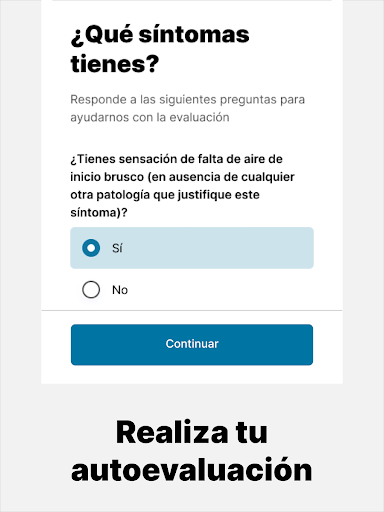 ¿Qué síntomas
tienes?
Responde a las siguientes preguntas para
ayudarnos con la evaluación
¿Tienes sensación de falta de aire de
inicio brusco (en ausencia de cualquier
otra patología que justifique este
síntoma)?
Sí
No
Continuar
Realiza tu
autoevaluación